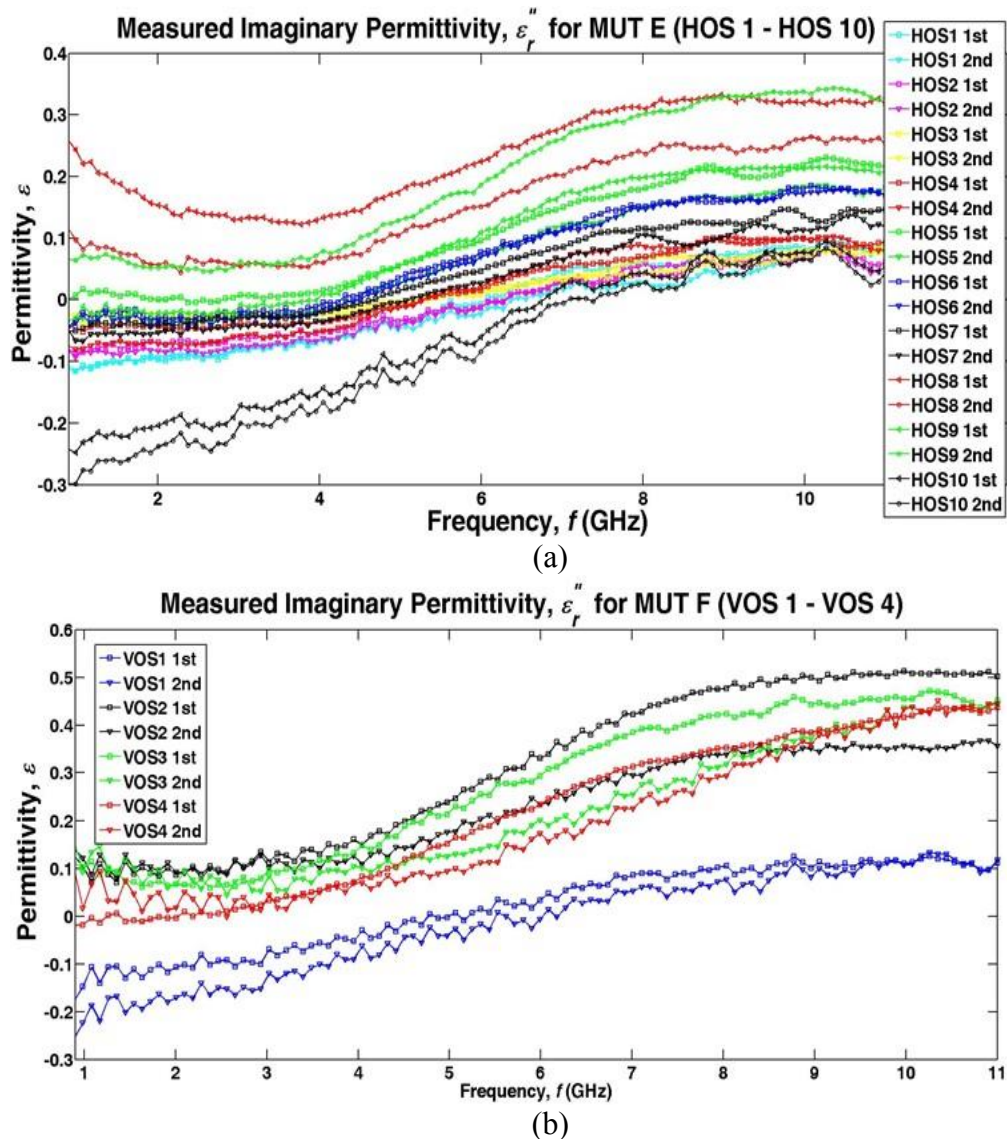 Measured Imaginary Permittivity, ε″r for MUT E (HOS 1 - HOS 10)
0.4
0.3
0.2
0.1
0
-0.1
-0.2
-0.3
Permittivity, ε
2
4
6
8
10
Frequency, f (GHz)
HOS1 1st
HOS1 2nd
HOS2 1st
HOS2 2nd
HOS3 1st
HOS3 2nd
HOS4 1st
HOS4 2nd
HOS5 1st
HOS5 2nd
HOS6 1st
HOS6 2nd
HOS7 1st
HOS7 2nd
HOS8 1st
HOS8 2nd
HOS9 1st
HOS9 2nd
HOS10 1st
HOS10 2nd
(a)
Measured Imaginary Permittivity, ε″r for MUT F (VOS 1 - VOS 4)
0.6
0.5
0.4
0.3
0.2
0.1
0
-0.1
-0.2
-0.3
Permittivity, ε
VOS1 1st
VOS1 2nd
VOS2 1st
VOS2 2nd
VOS3 1st
VOS3 2nd
VOS4 1st
VOS4 2nd
1
2
3
4
5
6
7
8
9
10
11
Frequency, f (GHz)
(b)